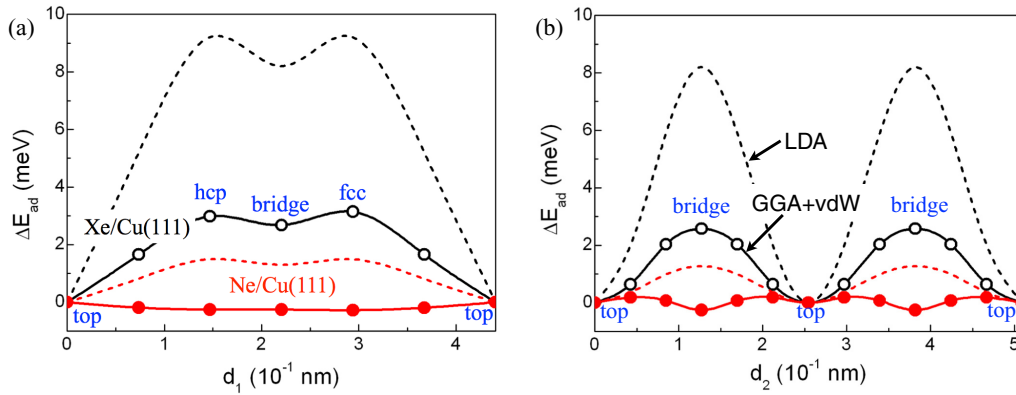 (a)
10
8
6
4
2
0
ΔE_ad (meV)
hcp
bridge
fcc
Xe/Cu(111)
Ne/Cu(111)
top
top
0
1
2
3
4
d_1 (10^-1 nm)
(b)
10
8
6
4
2
0
ΔE_ad (meV)
LDA
GGA+vdW
bridge
bridge
top
top
top
0
1
2
3
4
5
d_2 (10^-1 nm)